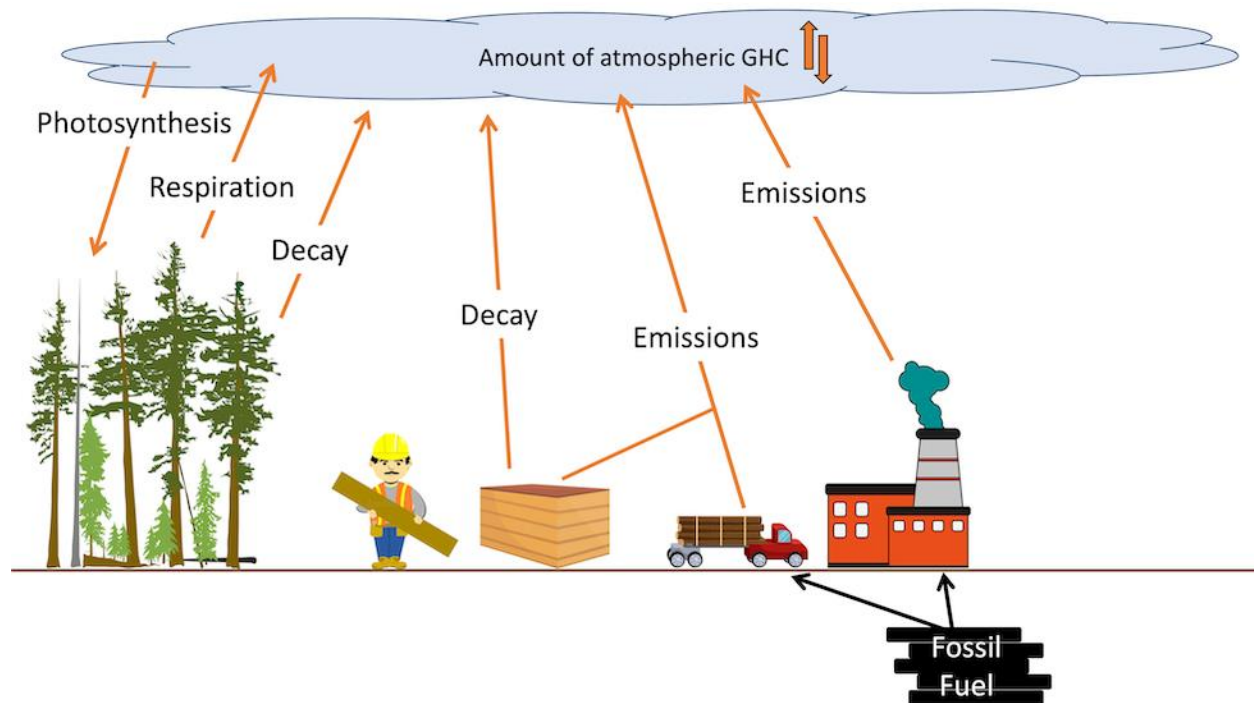 Amount of atmospheric GHC
Photosynthesis
Respiration
Decay
Decay
Emissions
Emissions
Fossil
Fuel